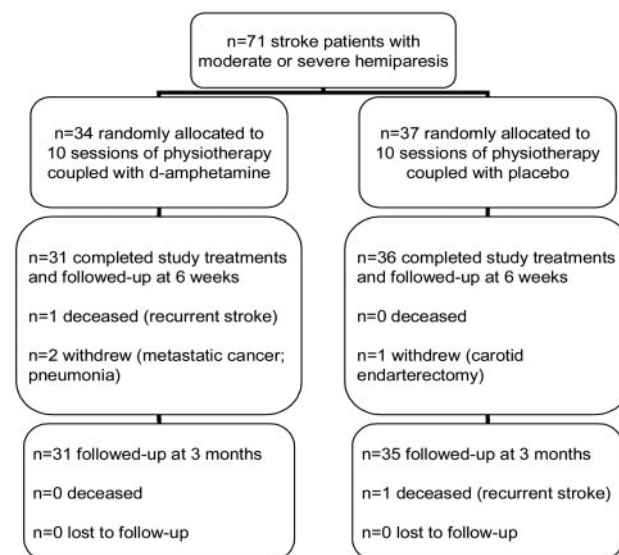 n=71 stroke patients with
moderate or severe hemiparesis
n=34 randomly allocated to
10 sessions of physiotherapy
coupled with d-amphetamine
n=37 randomly allocated to
10 sessions of physiotherapy
coupled with placebo
n=31 completed study treatments
and followed-up at 6 weeks
n=1 deceased (recurrent stroke)
n=2 withdrew (metastatic cancer;
pneumonia)
n=36 completed study treatments
and followed-up at 6 weeks
n=0 deceased
n=1 withdrew (carotid
endarterectomy)
n=31 followed-up at 3 months
n=0 deceased
n=0 lost to follow-up
n=35 followed-up at 3 months
n=1 deceased (recurrent stroke)
n=0 lost to follow-up